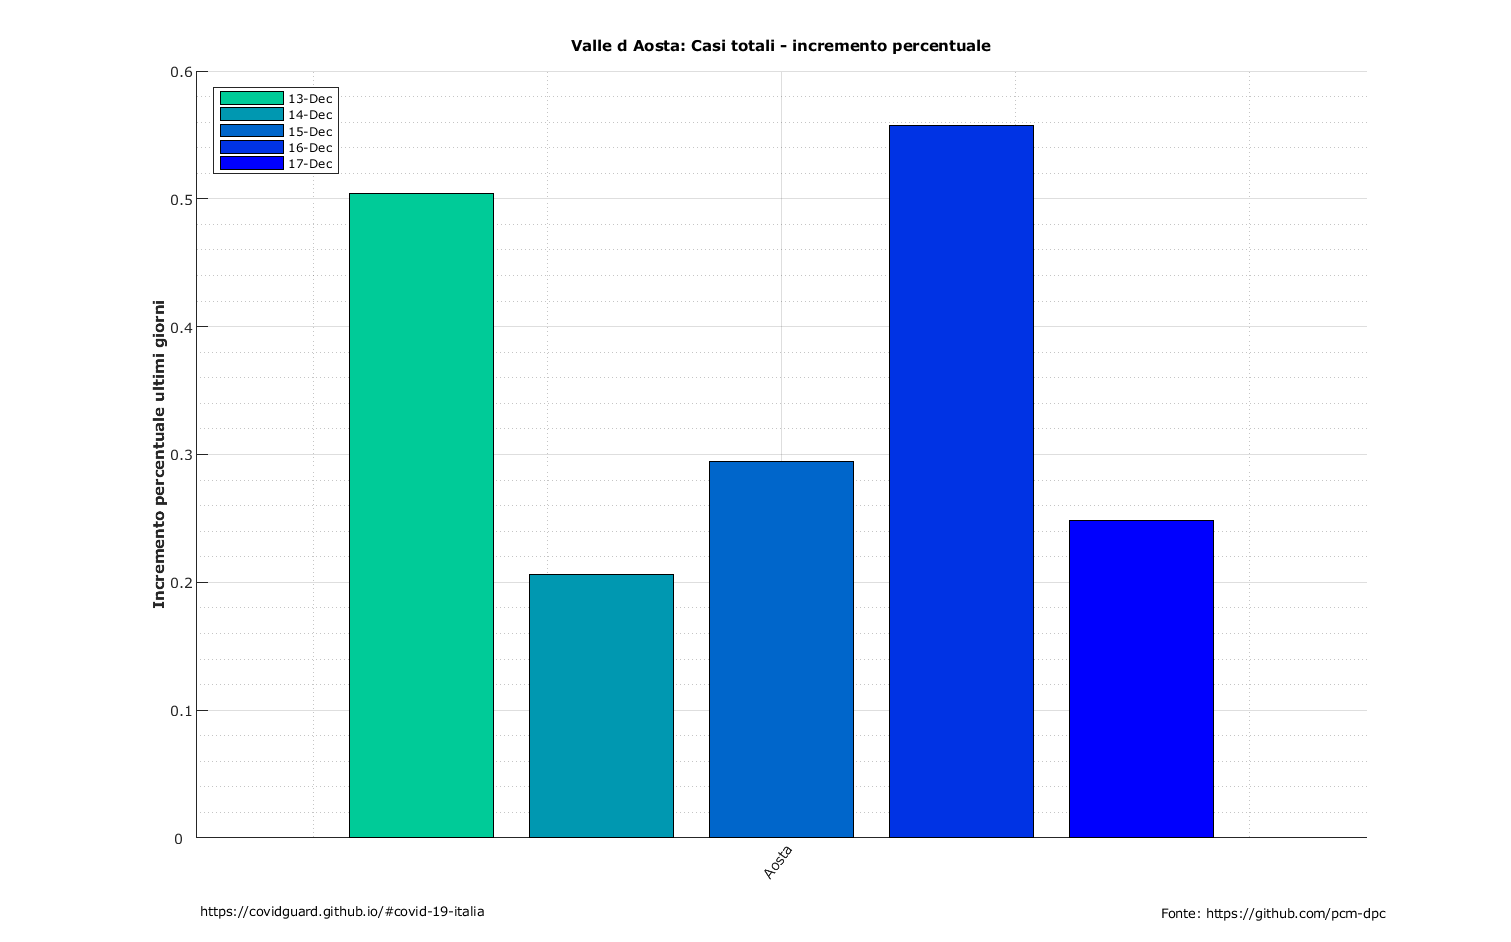 Valle d Aosta: Casi totali - incremento percentuale
0.6
0.5
0.4
0.3
0.2
0.1
0
Incremento percentuale ultimi giorni
13-Dec
14-Dec
15-Dec
16-Dec
17-Dec
Aosta
https://covidguard.github.io/#covid-19-italia
Fonte: https://github.com/pcm-dpc